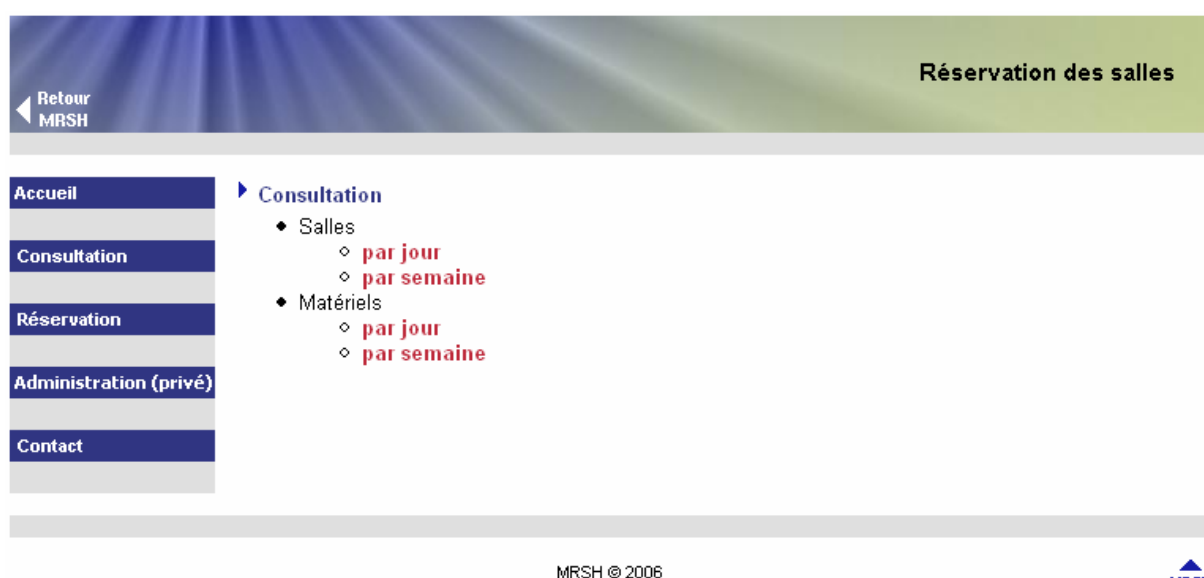 Réservation des salles
Retour
MRSH
Accueil
Consultation
Réservation
Administration (privé)
Contact
Consultation
Salles
par jour
par semaine
Matériels
par jour
par semaine
MRSH © 2006